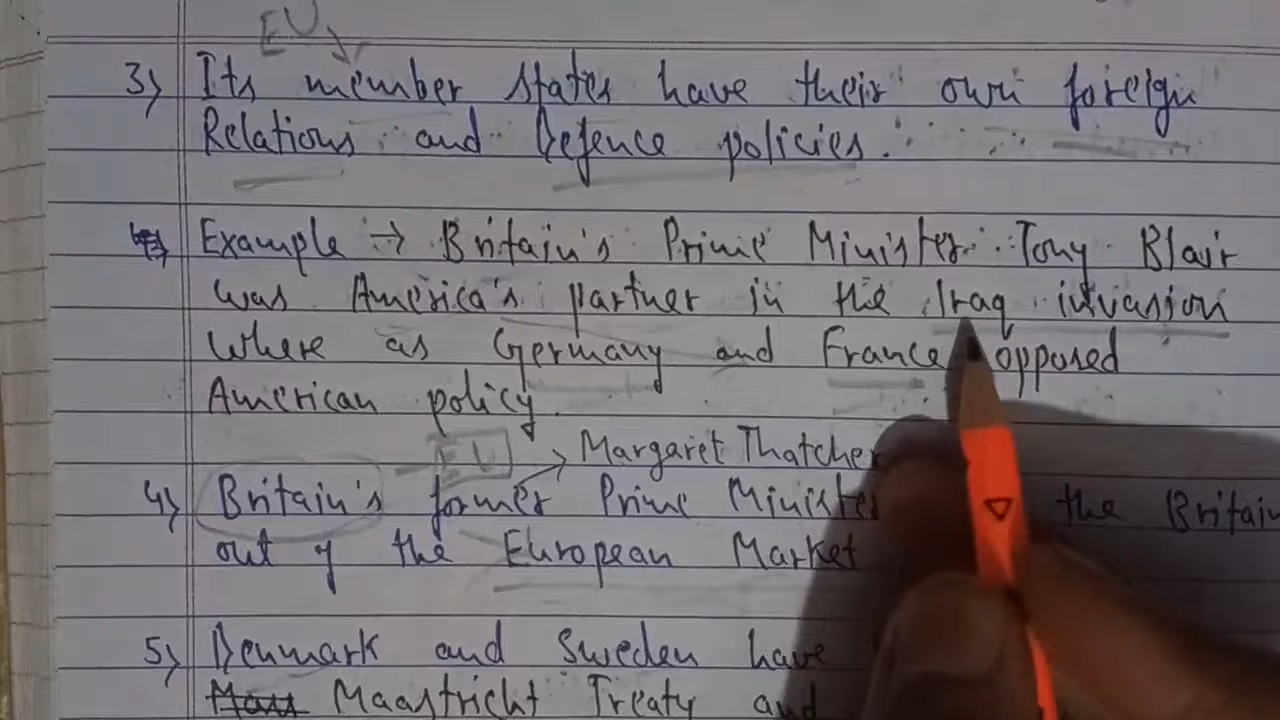 EU
3) Its member states have their own foreign
Relations and Defence policies.
Example → Britain's Prime Minister Tony Blair
was America's partner in the Iraq invasion
where as Germany and France opposed
American policy.
EU → Margaret Thatcher
4) Britain's former Prime Minister the Britain
out of the European Market
5) Denmark and Sweden have
Maastricht Treaty and